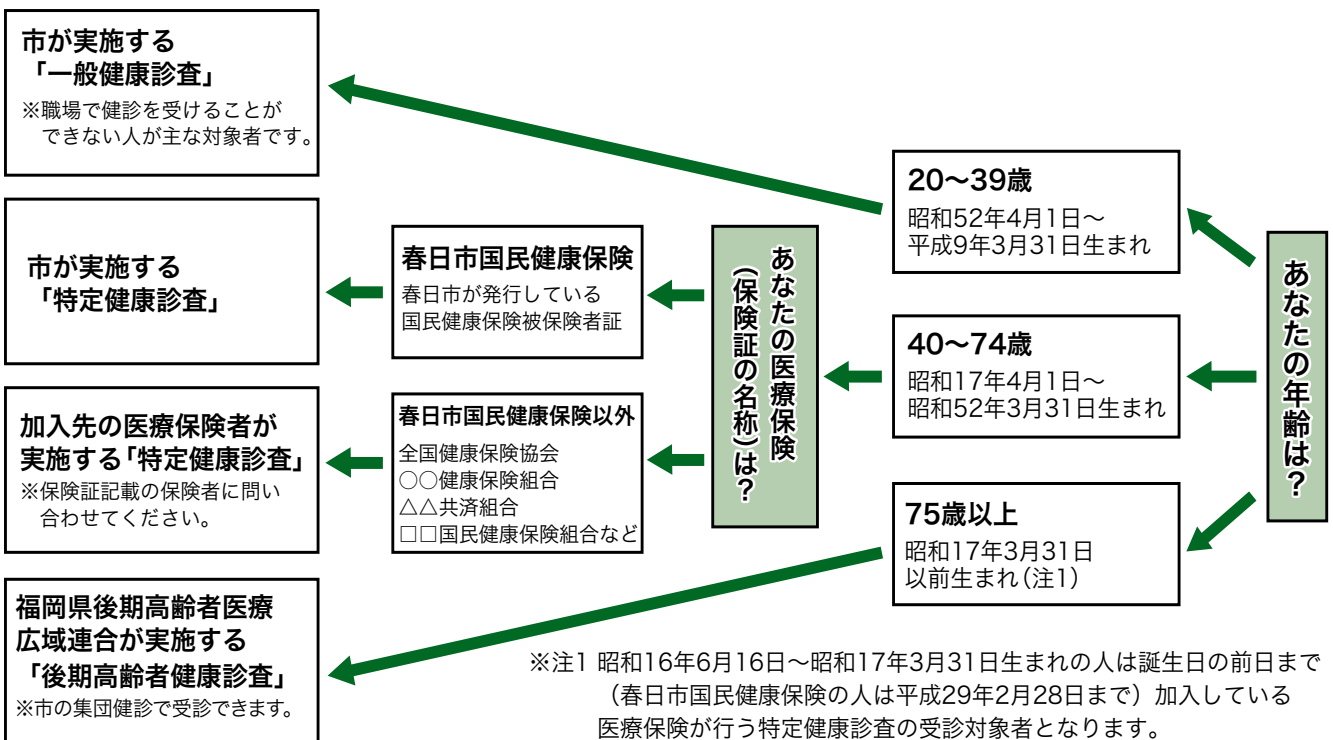 あなたの年齢は？
20〜39歳
昭和52年4月1日〜
平成9年3月31日生まれ
40〜74歳
昭和17年4月1日〜
昭和52年3月31日生まれ
75歳以上
昭和17年3月31日
以前生まれ（注1）
あなたの医療保険
（保険証の名称）は？
春日市国民健康保険
春日市が発行している
国民健康保険被保険者証
春日市国民健康保険以外
全国健康保険協会
○○健康保険組合
△△共済組合
□□国民健康保険組合など
市が実施する
「一般健康診査」
※職場で健診を受けることが
できない人が主な対象者です。
市が実施する
「特定健康診査」
加入先の医療保険者が
実施する「特定健康診査」
※保険証記載の保険者に問い
合わせてください。
福岡県後期高齢者医療
広域連合が実施する
「後期高齢者健康診査」
※市の集団健診で受診できます。
※注1 昭和16年6月16日〜昭和17年3月31日生まれの人は誕生日の前日まで
（春日市国民健康保険の人は平成29年2月28日まで）加入している
医療保険が行う特定健康診査の受診対象者となります。